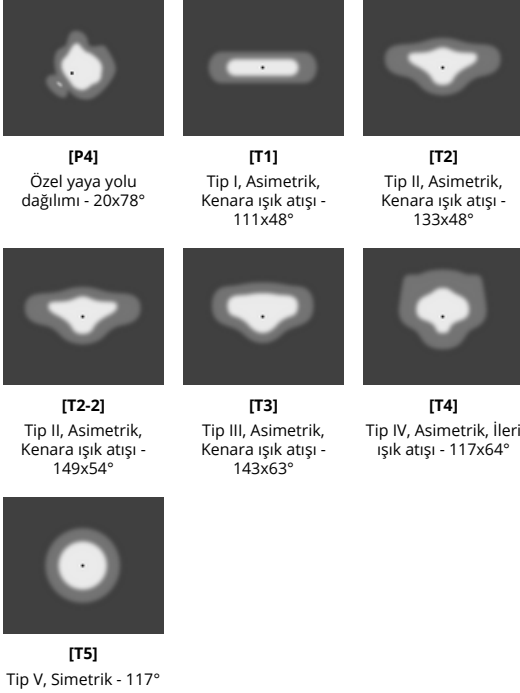 [P4]
Özel yaya yolu
dağılımı - 20x78°
[T1]
Tip I, Asimetrik,
Kenara ışık atışı -
111x48°
[T2]
Tip II, Asimetrik,
Kenara ışık atışı -
133x48°
[T2-2]
Tip II, Asimetrik,
Kenara ışık atışı -
149x54°
[T3]
Tip III, Asimetrik,
Kenara ışık atışı -
143x63°
[T4]
Tip IV, Asimetrik, İleri
ışık atışı - 117x64°
[T5]
Tip V, Simetrik - 117°